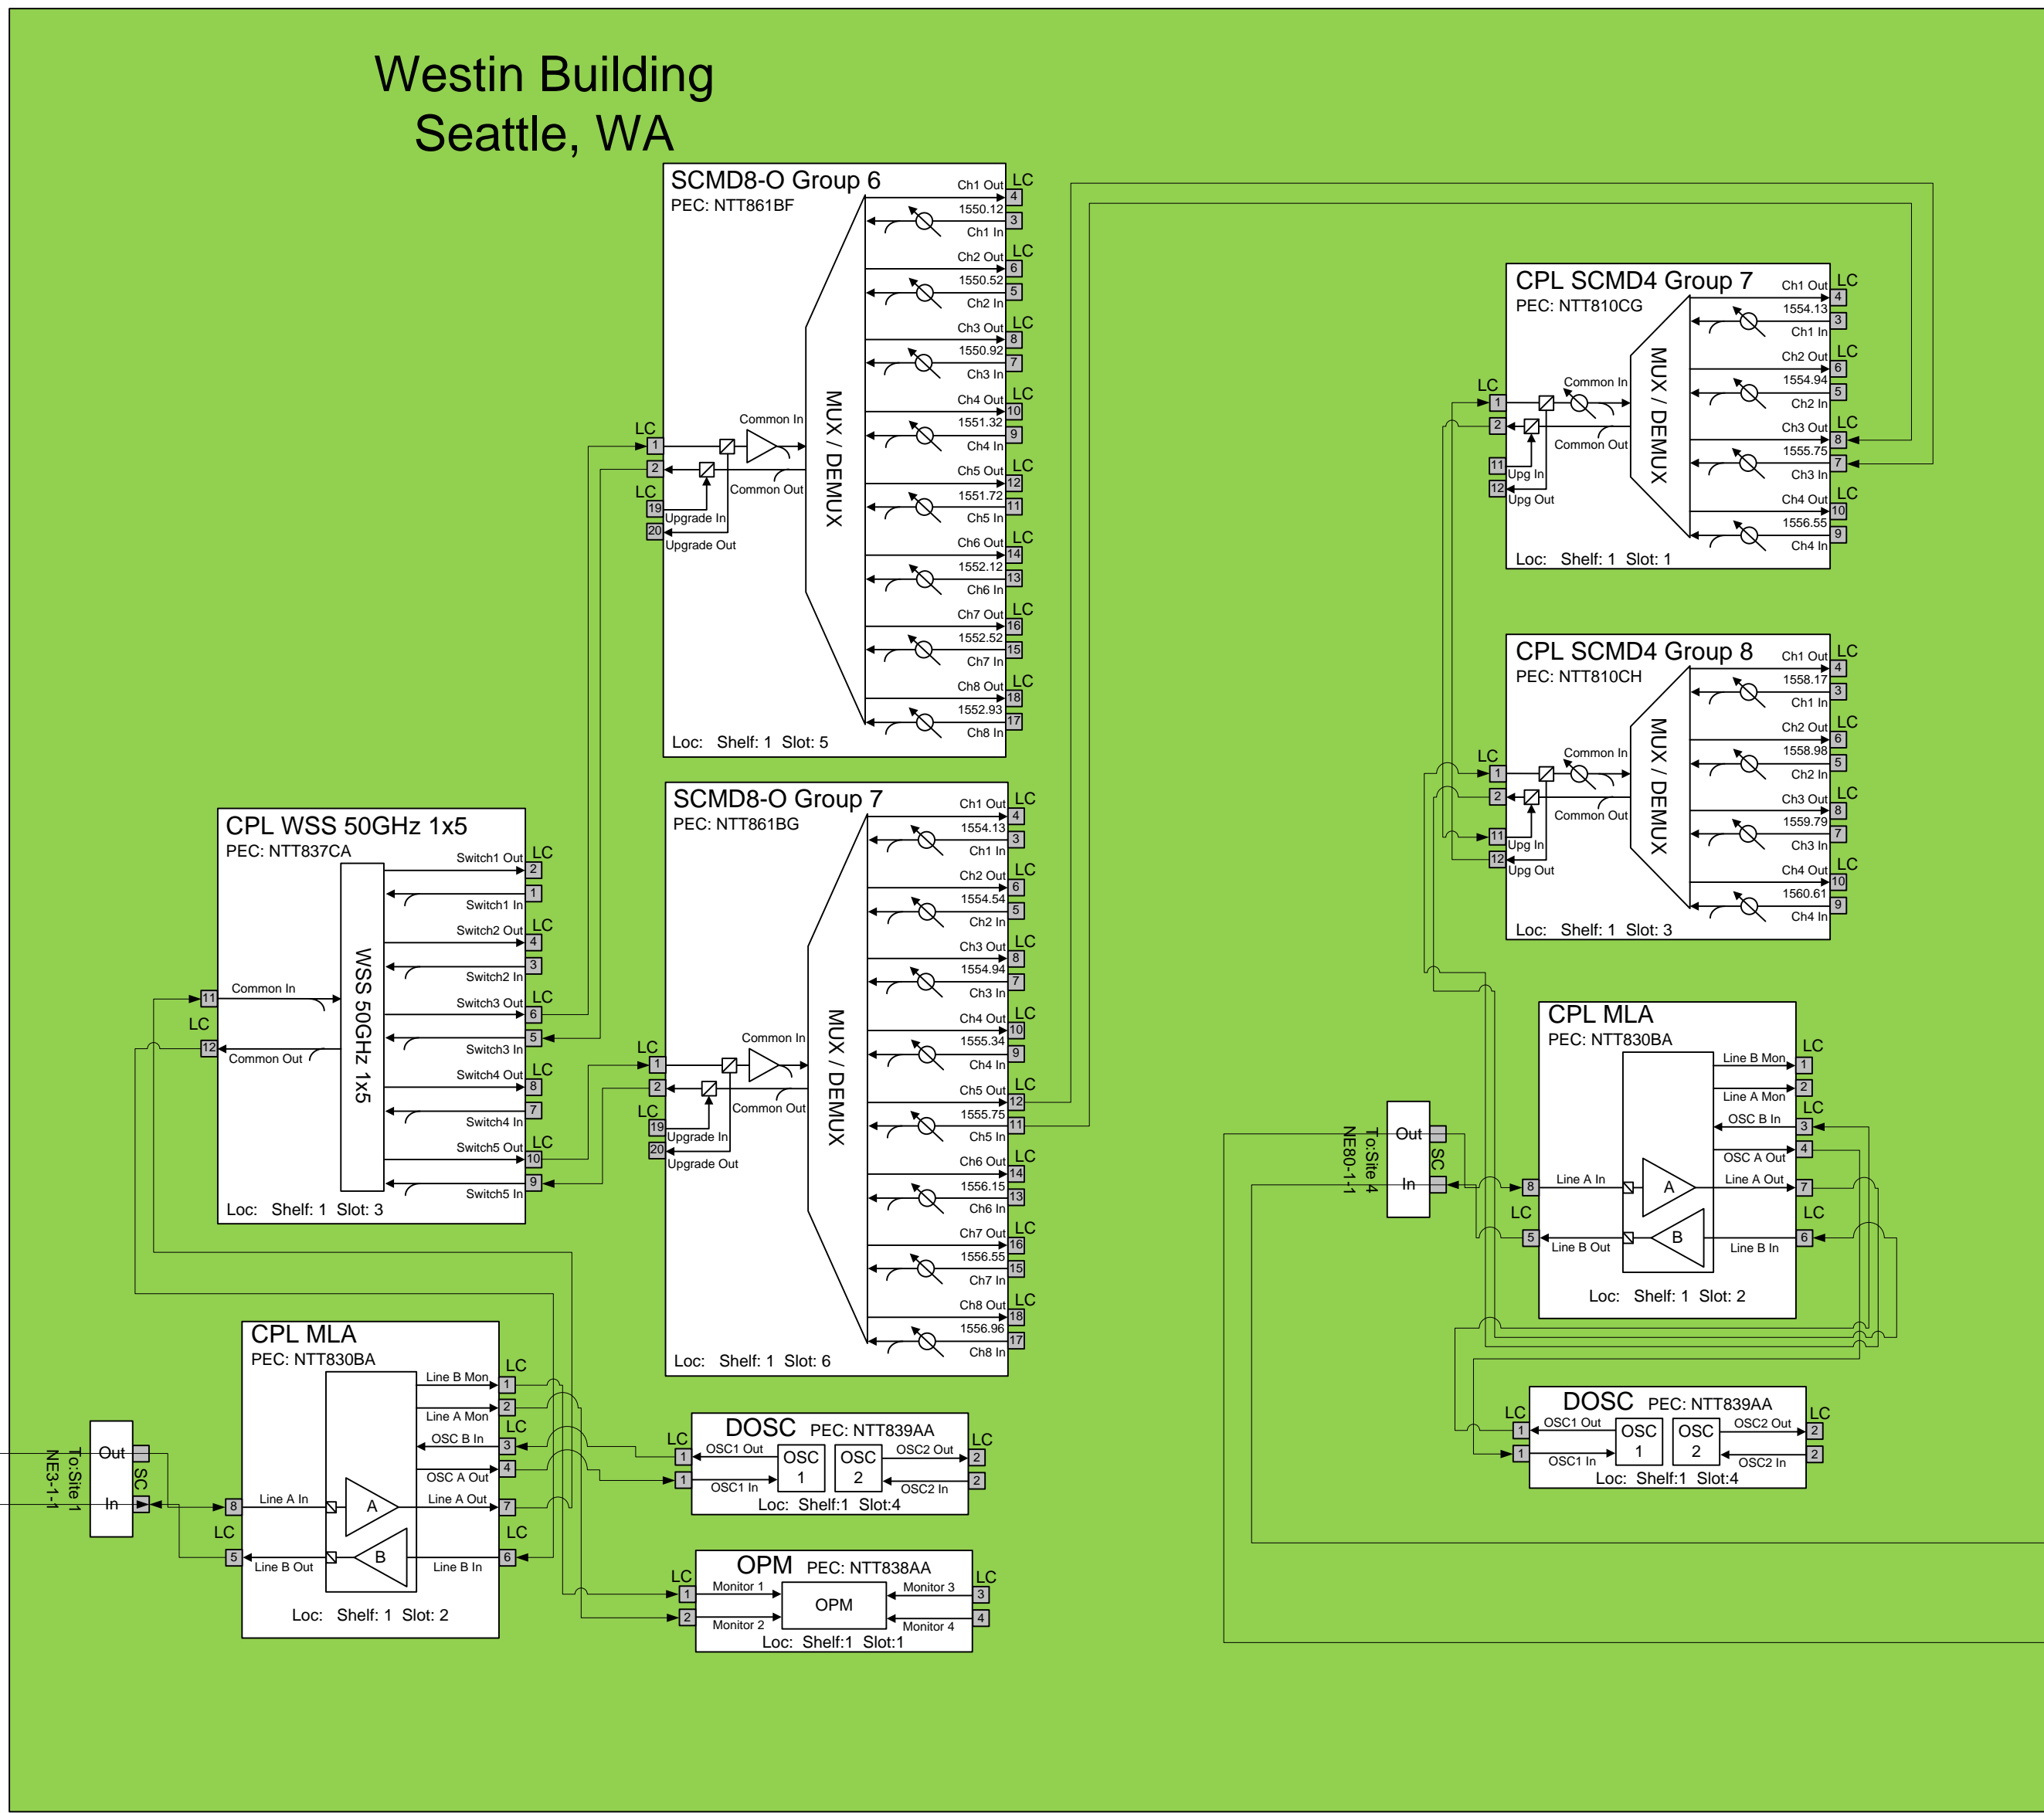 Westin Building
Seattle, WA
SCMD8-O Group 6
PEC: NTT861BF
LC
Ch1 Out
4
1550.12
3
Ch1 In
LC
Ch2 Out
6
1550.52
5
Ch2 In
LC
Ch3 Out
8
1550.92
7
Ch3 In
LC
Ch4 Out
10
1551.32
9
Ch4 In
LC
Ch5 Out
12
1551.72
11
Ch5 In
LC
Ch6 Out
14
1552.12
13
Ch6 In
LC
Ch7 Out
16
1552.52
15
Ch7 In
LC
Ch8 Out
18
1552.93
17
Ch8 In
MUX / DEMUX
LC
1
Common In
2
Common Out
LC
19
Upgrade In
20
Upgrade Out
Loc: Shelf: 1 Slot: 5
SCMD8-O Group 7
PEC: NTT861BG
LC
Ch1 Out
4
1554.13
3
Ch1 In
LC
Ch2 Out
6
1554.54
5
Ch2 In
LC
Ch3 Out
8
1554.94
7
Ch3 In
LC
Ch4 Out
10
1555.34
9
Ch4 In
LC
Ch5 Out
12
1555.75
11
Ch5 In
LC
Ch6 Out
14
1556.15
13
Ch6 In
LC
Ch7 Out
16
1556.55
15
Ch7 In
LC
Ch8 Out
18
1556.96
17
Ch8 In
MUX / DEMUX
LC
1
Common In
2
Common Out
LC
19
Upgrade In
20
Upgrade Out
Loc: Shelf: 1 Slot: 6
CPL WSS 50GHz 1x5
PEC: NTT837CA
LC
Switch1 Out
2
1
Switch1 In
LC
Switch2 Out
4
3
Switch2 In
LC
Switch3 Out
6
5
Switch3 In
LC
Switch4 Out
8
7
Switch4 In
LC
Switch5 Out
10
9
Switch5 In
WSS 50GHz 1x5
11
Common In
LC
12
Common Out
Loc: Shelf: 1 Slot: 3
CPL MLA
PEC: NTT830BA
LC
Line B Mon
1
2
Line A Mon
LC
OSC B In
3
4
OSC A Out
8
Line A In
A
Line A Out
7
LC
LC
5
Line B Out
B
Line B In
6
Loc: Shelf: 1 Slot: 2
To:Site 1
NE3-1-1
Out
In
SC
DOSC PEC: NTT839AA
LC
1
OSC1 Out
1
OSC1 In
OSC
1
OSC
2
LC
OSC2 Out
2
OSC2 In
2
Loc: Shelf:1 Slot:4
OPM PEC: NTT838AA
LC
1
Monitor 1
2
Monitor 2
OPM
LC
Monitor 3
3
Monitor 4
4
Loc: Shelf:1 Slot:1
CPL SCMD4 Group 7
PEC: NTT810CG
LC
Ch1 Out
4
1554.13
3
Ch1 In
LC
Ch2 Out
6
1554.94
5
Ch2 In
LC
Ch3 Out
8
1555.75
7
Ch3 In
LC
Ch4 Out
10
1556.55
9
Ch4 In
MUX / DEMUX
LC
1
Common In
2
Common Out
11
Upg In
12
Upg Out
Loc: Shelf: 1 Slot: 1
CPL SCMD4 Group 8
PEC: NTT810CH
LC
Ch1 Out
4
1558.17
3
Ch1 In
LC
Ch2 Out
6
1558.98
5
Ch2 In
LC
Ch3 Out
8
1559.79
7
Ch3 In
LC
Ch4 Out
10
1560.61
9
Ch4 In
MUX / DEMUX
LC
1
Common In
2
Common Out
11
Upg In
12
Upg Out
Loc: Shelf: 1 Slot: 3
CPL MLA
PEC: NTT830BA
LC
Line B Mon
1
2
Line A Mon
LC
OSC B In
3
4
OSC A Out
8
Line A In
A
Line A Out
7
LC
LC
5
Line B Out
B
Line B In
6
Loc: Shelf: 1 Slot: 2
To:Site 4
NE80-1-1
Out
In
SC
DOSC PEC: NTT839AA
LC
1
OSC1 Out
1
OSC1 In
OSC
1
OSC
2
LC
OSC2 Out
2
OSC2 In
2
Loc: Shelf:1 Slot:4